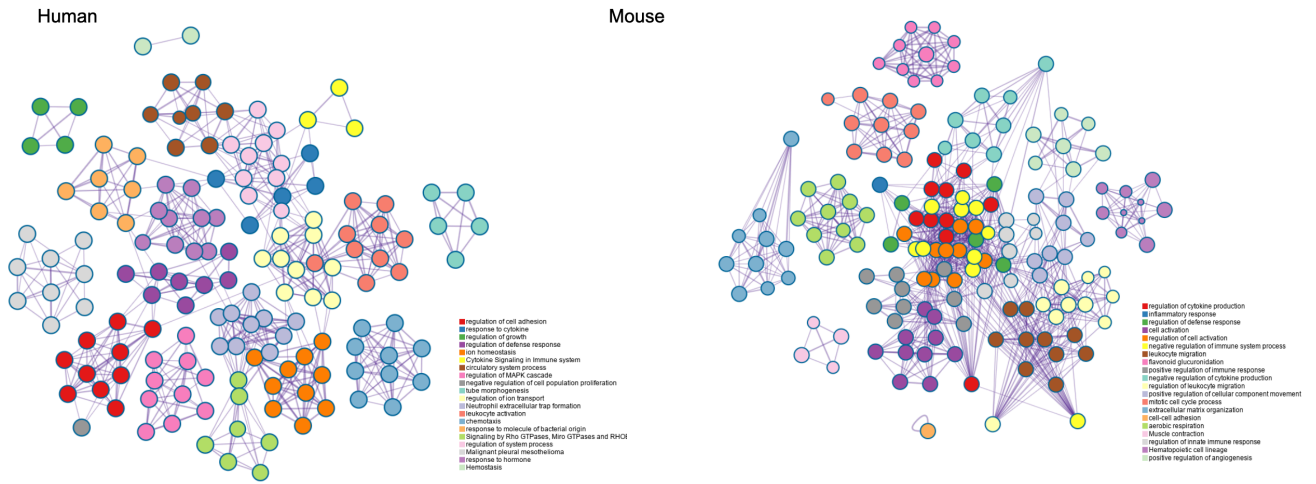 Human
Mouse
regulation of cell adhesion
response to cytokine
regulation of growth
regulation of defense response
ion homeostasis
Cytokine Signaling in Immune system
circulatory system process
regulation of MAPK cascade
negative regulation of cell population proliferation
tube morphogenesis
regulation of ion transport
Neutrophil extracellular trap formation
leukocyte activation
chemotaxis
response to molecule of bacterial origin
Signaling by Rho GTPases, Miro GTPases and RHOI
regulation of system process
Malignant pleural mesothelioma
response to hormone
Hemostasis
regulation of cytokine production
inflammatory response
regulation of defense response
cell activation
regulation of cell activation
negative regulation of immune system process
leukocyte migration
flavonoid glucuronidation
positive regulation of immune response
negative regulation of cytokine production
regulation of leukocyte migration
positive regulation of cellular component movement
mitotic cell cycle process
extracellular matrix organization
cell-cell adhesion
aerobic respiration
Muscle contraction
regulation of innate immune response
Hematopoietic cell lineage
positive regulation of angiogenesis